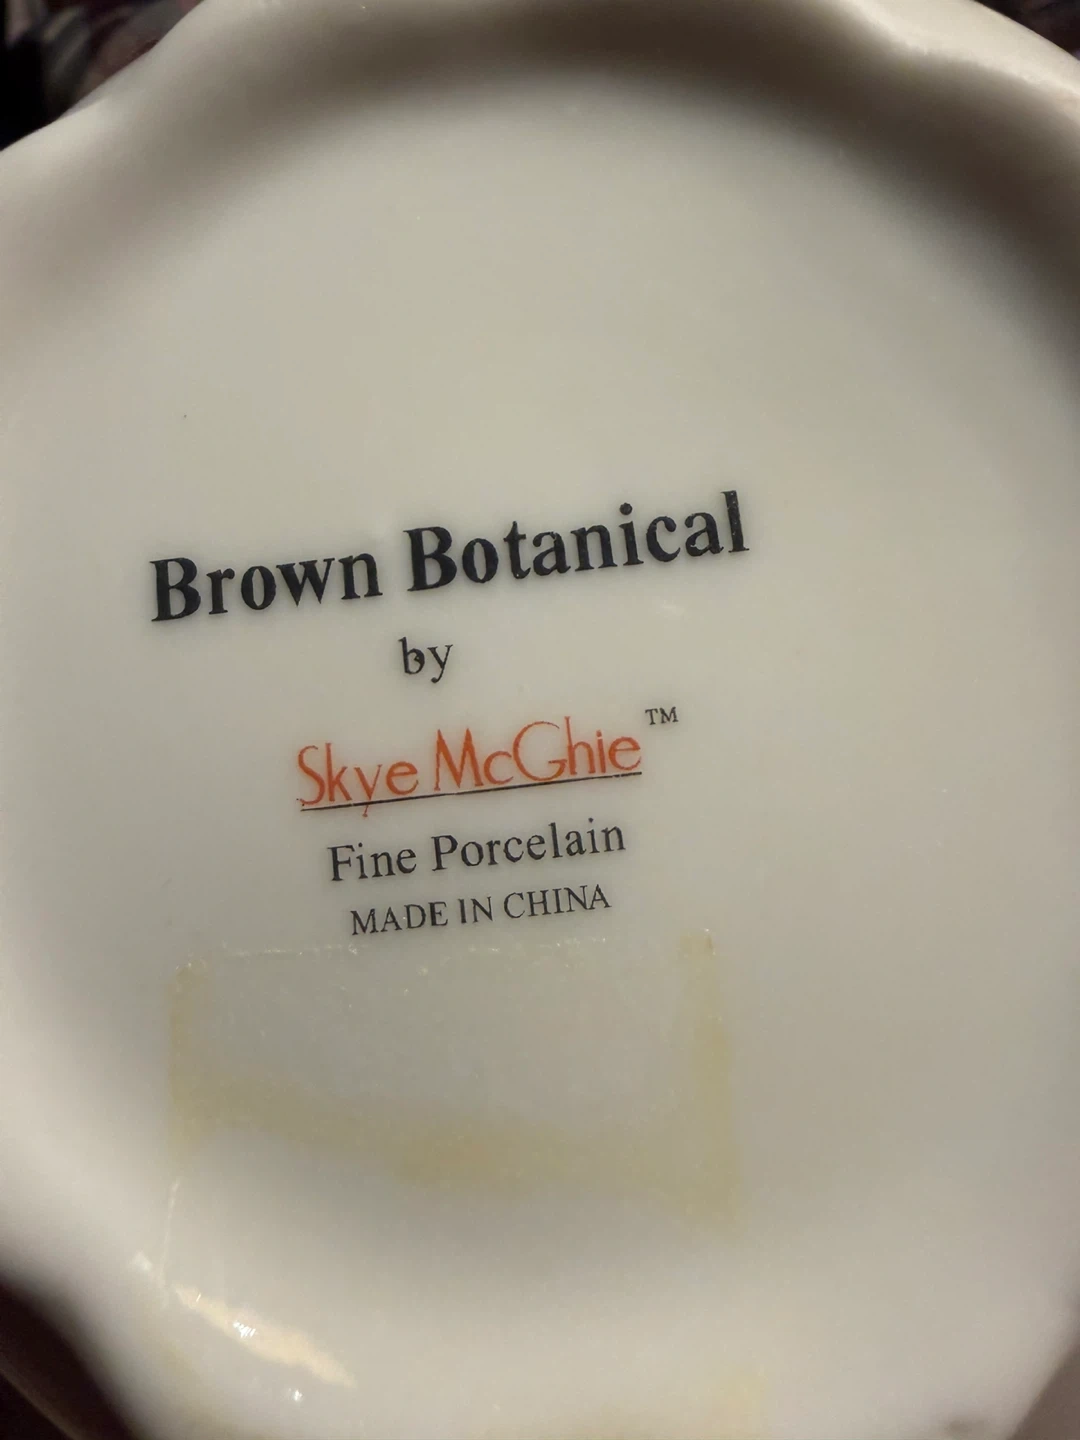 Brown Botanical
by
Skye McGhie™
Fine Porcelain
MADE IN CHINA